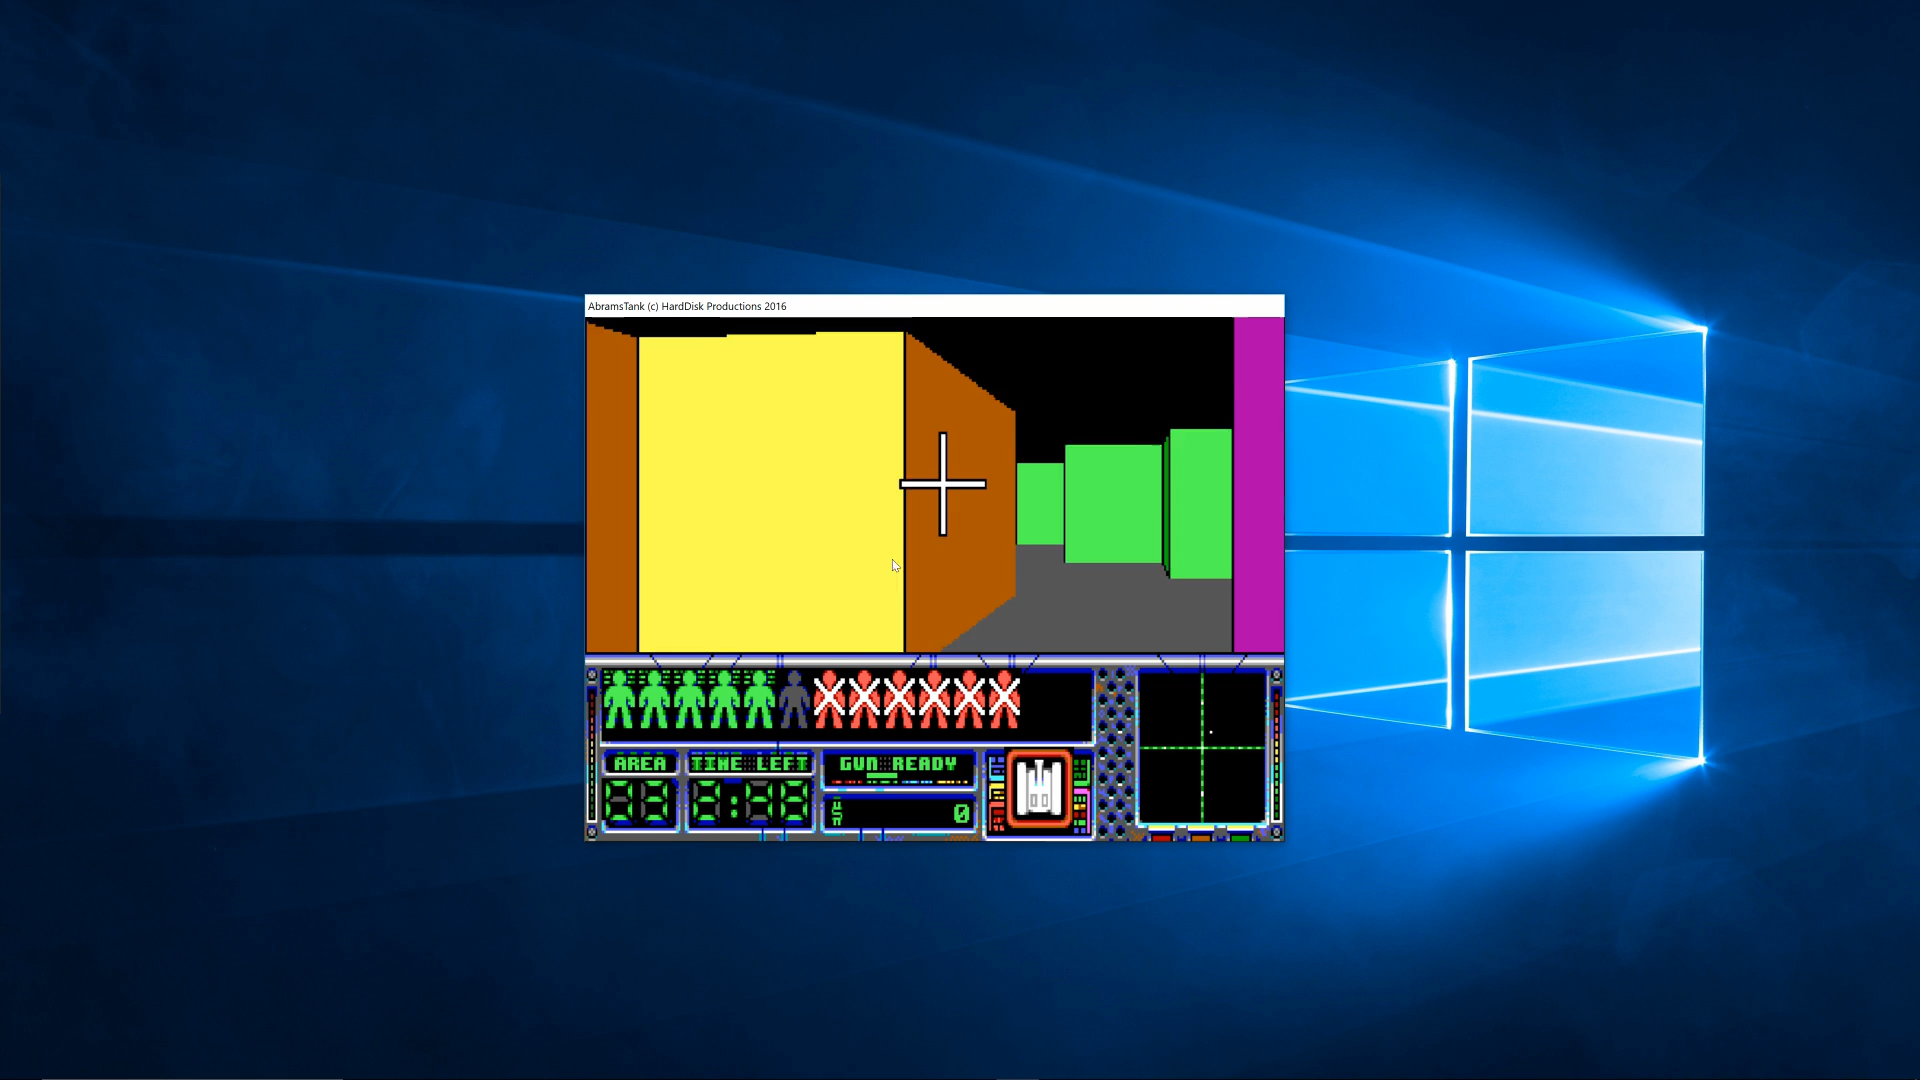 AbramsTank (c) HardDisk Productions 2016
AREA
TIME LEFT
GUN READY
0